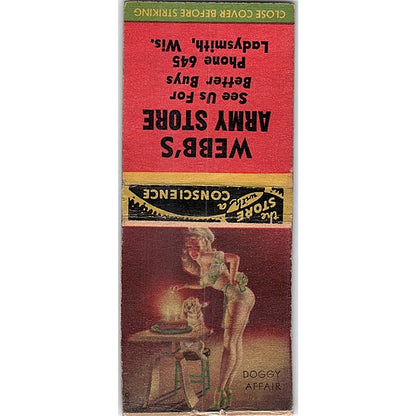 CLOSE COVER BEFORE STRIKING
WEBB'S
ARMY STORE
See Us For
Better Buys
Phone 645
Ladysmith, Wis.
the
STORE
with a
CONSCIENCE
DOGGY
AFFAIR